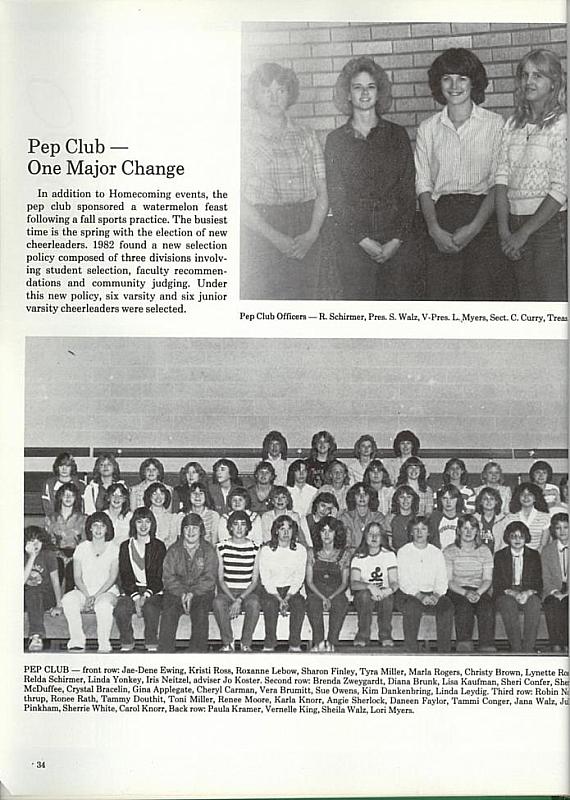 Pep Club —
One Major Change
In addition to Homecoming events, the
pep club sponsored a watermelon feast
following a fall sports practice. The busiest
time is the spring with the election of new
cheerleaders. 1982 found a new selection
policy composed of three divisions involv-
ing student selection, faculty recommen-
dations and community judging. Under
this new policy, six varsity and six junior
varsity cheerleaders were selected.
Pep Club Officers — R. Schirmer, Pres. S. Walz, V-Pres. L. Myers, Sect. C. Curry, Treas
PEP CLUB — front row: Jae-Dene Ewing, Kristi Ross, Roxanne Lebow, Sharon Finley, Tyra Miller, Marla Rogers, Christy Brown, Lynette Ro
Relda Schirmer, Linda Yonkey, Iris Neitzel, adviser Jo Koster. Second row: Brenda Zweygardt, Diana Brunk, Lisa Kaufman, Sheri Confer, She
McDuffee, Crystal Bracelin, Gina Applegate, Cheryl Carman, Vera Brumitt, Sue Owens, Kim Dankenbring, Linda Leydig. Third row: Robin N
thrup, Ronee Rath, Tammy Douthit, Toni Miller, Renee Moore, Karla Knorr, Angie Sherlock, Daneen Faylor, Tammi Conger, Jana Walz, Ju
Pinkham, Sherrie White, Carol Knorr, Back row: Paula Kramer, Vernelle King, Sheila Walz, Lori Myers.
34